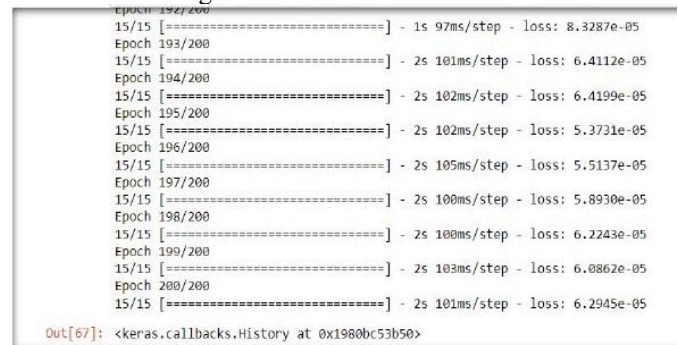 Epoch 192/200
15/15 [==============================] - 1s 97ms/step - loss: 8.3287e-05
Epoch 193/200
15/15 [==============================] - 2s 101ms/step - loss: 6.4112e-05
Epoch 194/200
15/15 [==============================] - 2s 102ms/step - loss: 6.4199e-05
Epoch 195/200
15/15 [==============================] - 2s 102ms/step - loss: 5.3731e-05
Epoch 196/200
15/15 [==============================] - 2s 105ms/step - loss: 5.5137e-05
Epoch 197/200
15/15 [==============================] - 2s 100ms/step - loss: 5.8930e-05
Epoch 198/200
15/15 [==============================] - 2s 100ms/step - loss: 6.2243e-05
Epoch 199/200
15/15 [==============================] - 2s 103ms/step - loss: 6.0862e-05
Epoch 200/200
15/15 [==============================] - 2s 101ms/step - loss: 6.2945e-05
Out[67]: <keras.callbacks.History at 0x1980bc53b50>